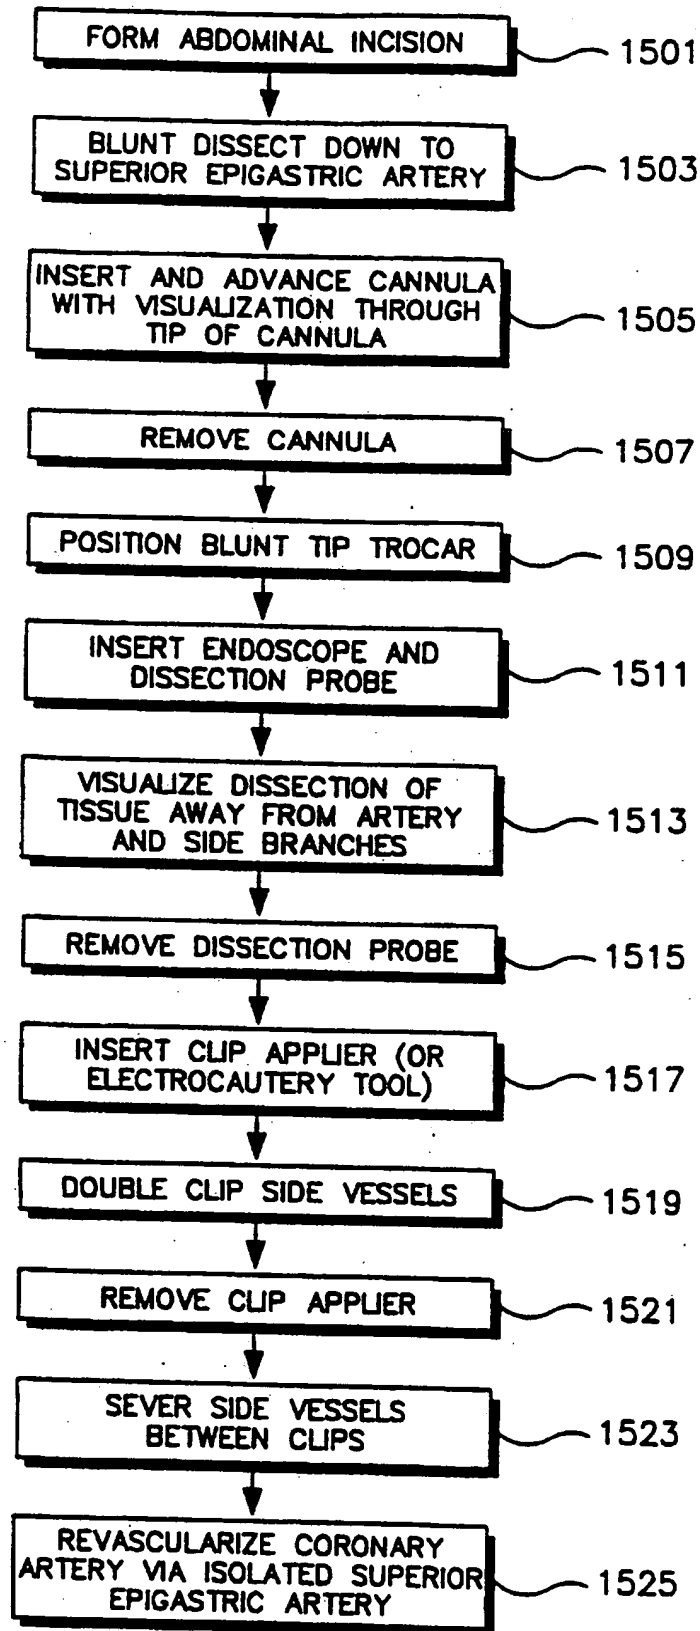 FORM ABDOMINAL INCISION
1501
BLUNT DISSECT DOWN TO
SUPERIOR EPIGASTRIC ARTERY
1503
INSERT AND ADVANCE CANNULA
WITH VISUALIZATION THROUGH
TIP OF CANNULA
1505
REMOVE CANNULA
1507
POSITION BLUNT TIP TROCAR
1509
INSERT ENDOSCOPE AND
DISSECTION PROBE
1511
VISUALIZE DISSECTION OF
TISSUE AWAY FROM ARTERY
AND SIDE BRANCHES
1513
REMOVE DISSECTION PROBE
1515
INSERT CLIP APPLIER (OR
ELECTROCAUTERY TOOL)
1517
DOUBLE CLIP SIDE VESSELS
1519
REMOVE CLIP APPLIER
1521
SEVER SIDE VESSELS
BETWEEN CLIPS
1523
REVASCULARIZE CORONARY
ARTERY VIA ISOLATED SUPERIOR
EPIGASTRIC ARTERY
1525